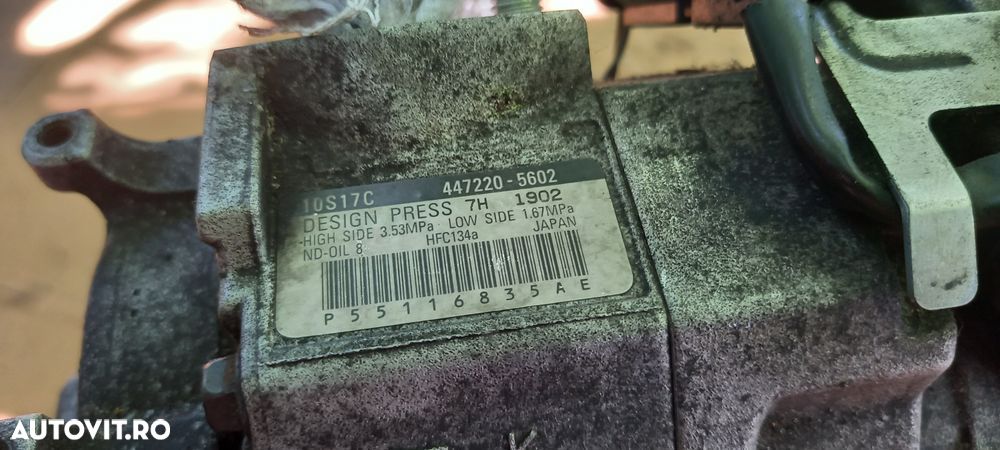 10S17C 447220-5602
DESIGN PRESS 7H 1902
HIGH SIDE 3.53MPa LOW SIDE 1.67MPa
ND-OIL 8 HFC134a JAPAN
P55116835AE
AUTOVIT.RO